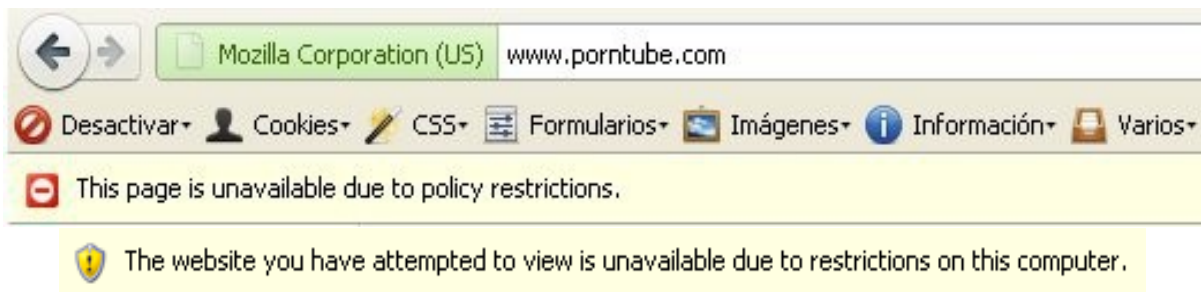 Mozilla Corporation (US) www.porntube.com
Desactivar Cookies CSS Formularios Imágenes Información Varios
This page is unavailable due to policy restrictions.
The website you have attempted to view is unavailable due to restrictions on this computer.